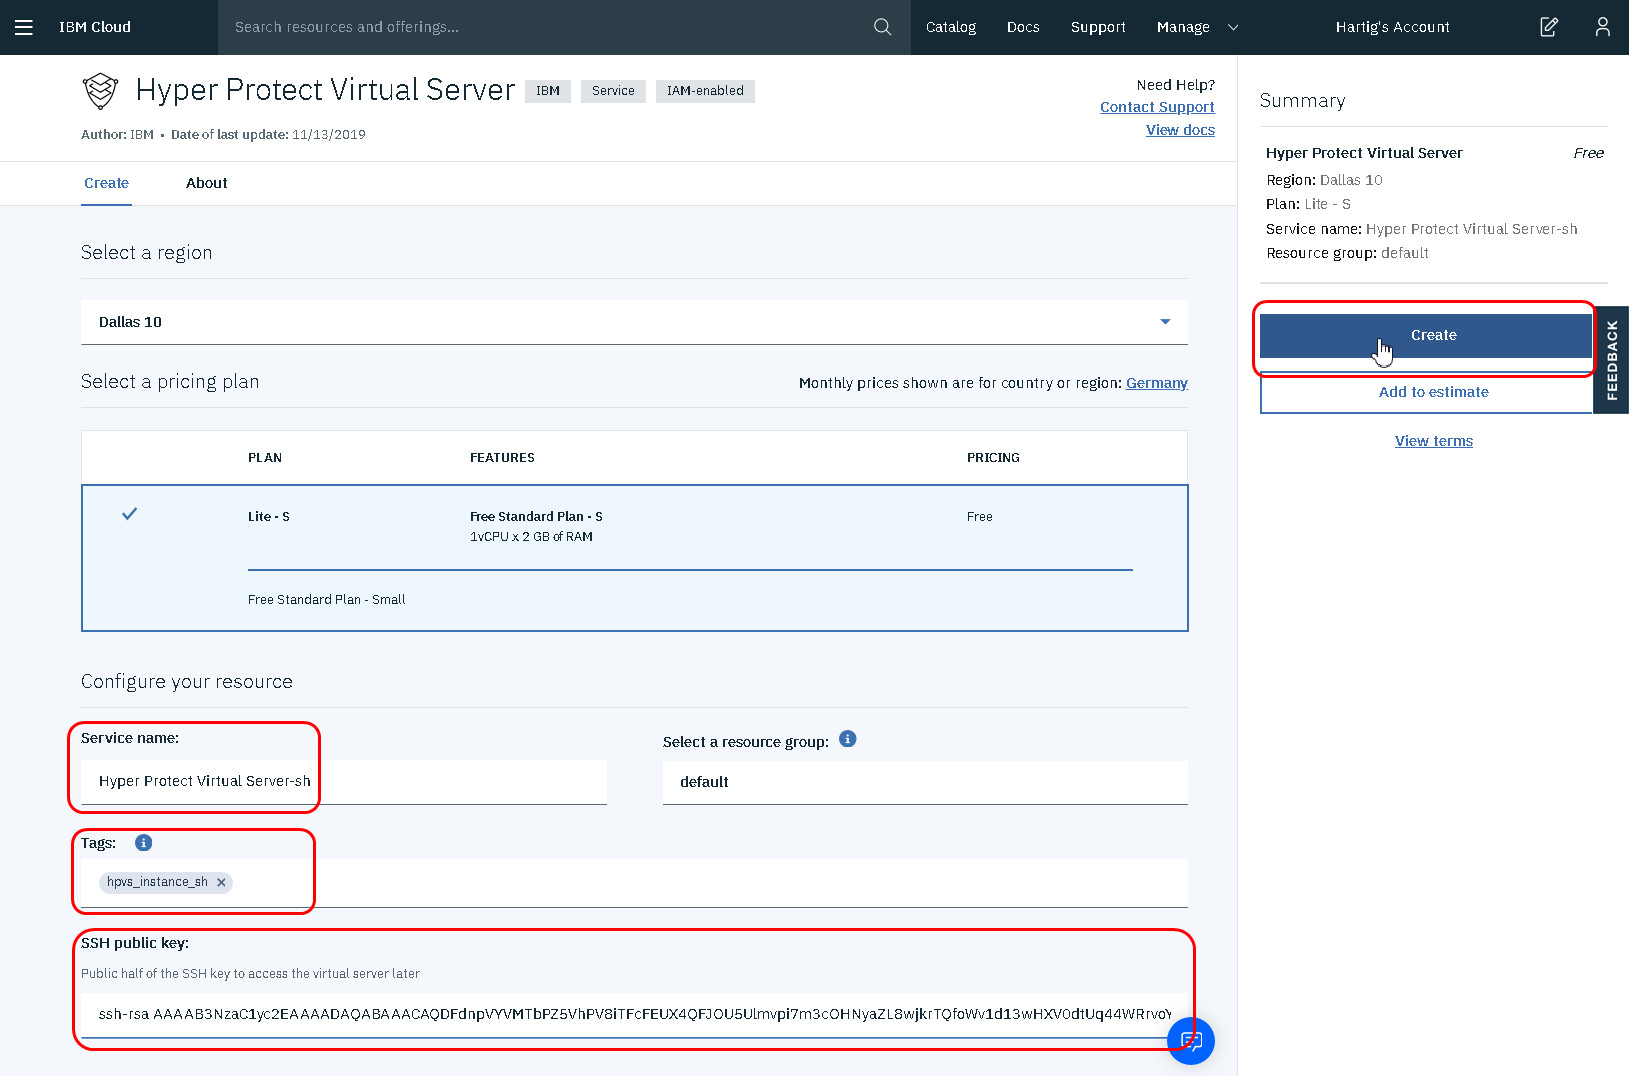 IBM Cloud
Search resources and offerings...
Catalog Docs Support Manage
Hartig's Account
Hyper Protect Virtual Server IBM Service IAM-enabled
Author: IBM • Date of last update: 11/13/2019
Need Help?
Contact Support
View docs
Create About
Select a region
Dallas 10
Select a pricing plan
Monthly prices shown are for country or region: Germany
PLAN FEATURES PRICING
Lite - S Free Standard Plan - S Free
1vCPU x 2 GB of RAM
Free Standard Plan - Small
Configure your resource
Service name:
Hyper Protect Virtual Server-sh
Select a resource group:
default
Tags:
hpvs_instance_sh
SSH public key:
Public half of the SSH key to access the virtual server later
ssh-rsa AAAAB3NzaC1yc2EAAAADAQABAAACAQDFdnpVYVMTbPZ5VhPV8iTFcFEUX4QFJOU5Ulmvpi7m3cOHNyaZL8wjkrTQfoWv1d13wHXV0dtUq44WRrvoY
Summary
Hyper Protect Virtual Server Free
Region: Dallas 10
Plan: Lite - S
Service name: Hyper Protect Virtual Server-sh
Resource group: default
Create
Add to estimate
View terms
FEEDBACK